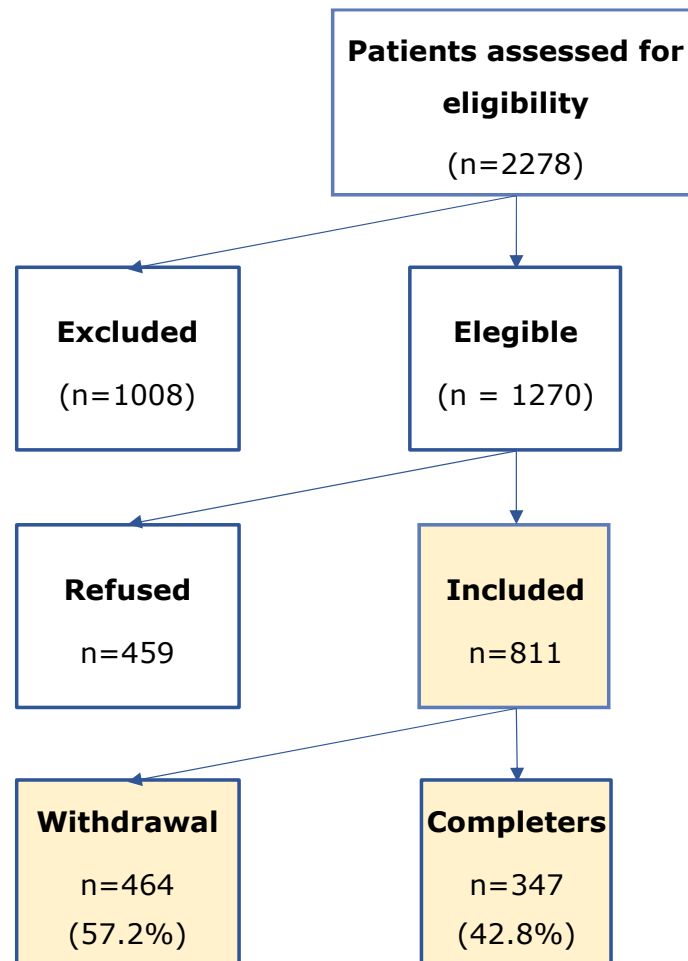 Patients assessed for
eligibility
(n=2278)
Excluded
(n=1008)
Elegible
(n = 1270)
Refused
n=459
Included
n=811
Withdrawal
n=464
(57.2%)
Completers
n=347
(42.8%)